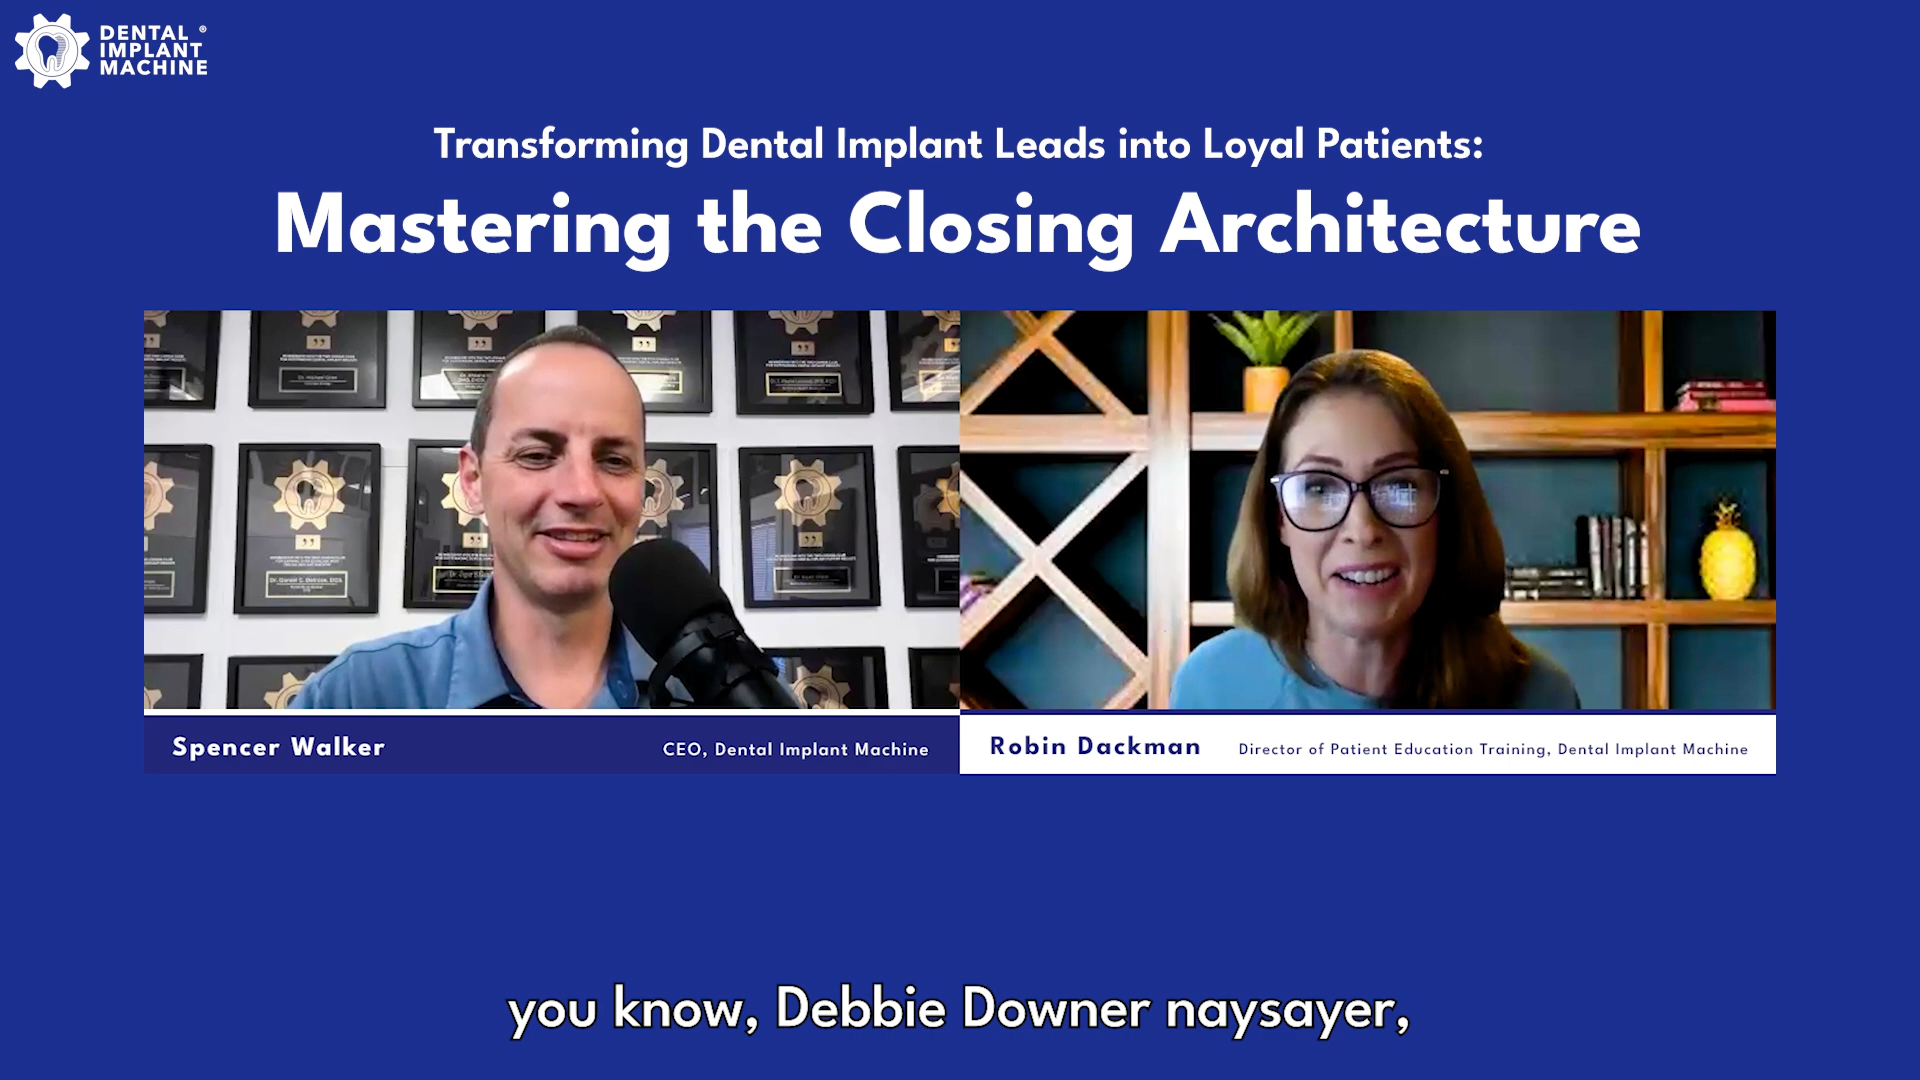 DENTAL ®
IMPLANT
MACHINE
Transforming Dental Implant Leads into Loyal Patients:
Mastering the Closing Architecture
Spencer Walker
CEO, Dental Implant Machine
Robin Dackman
Director of Patient Education Training, Dental Implant Machine
you know, Debbie Downer naysayer,